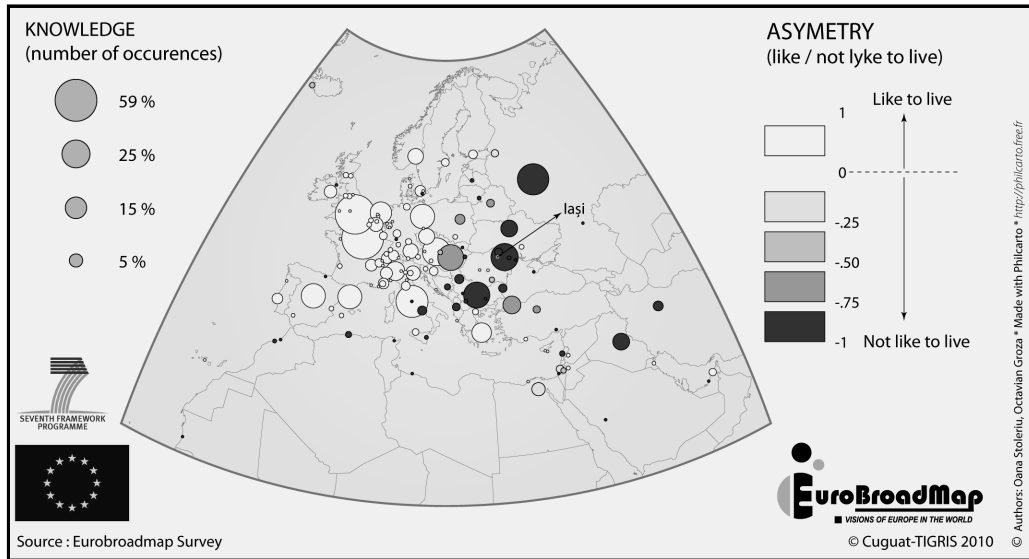 KNOWLEDGE
(number of occurences)
59 %
25 %
15 %
5 %
Iași
ASYMETRY
(like / not lyke to live)
1
Like to live
0
-.25
-.50
-.75
-1
Not like to live
SEVENTH FRAMEWORK
PROGRAMME
EuroBroadMap
VISIONS OF EUROPE IN THE WORLD
Source : Eurobroadmap Survey
© Cuguat-TIGRIS 2010
© Authors: Oana Stoleriu, Octavian Groza * Made with Philcarto * http://philcarto.free.fr